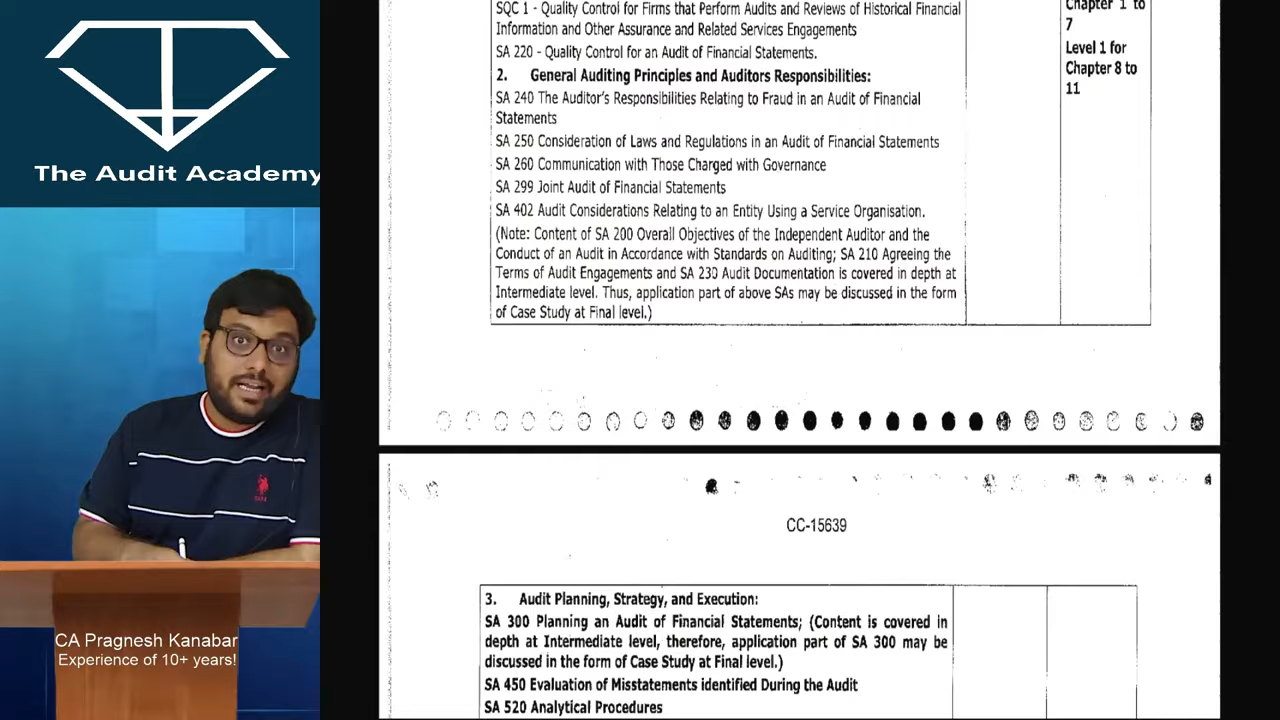 The Audit Academy
CA Pragnesh Kanabar
Experience of 10+ years!
SQC 1 - Quality Control for Firms that Perform Audits and Reviews of Historical Financial
Information and Other Assurance and Related Services Engagements
SA 220 - Quality Control for an Audit of Financial Statements.
2. General Auditing Principles and Auditors Responsibilities:
SA 240 The Auditor's Responsibilities Relating to Fraud in an Audit of Financial
Statements
SA 250 Consideration of Laws and Regulations in an Audit of Financial Statements
SA 260 Communication with Those Charged with Governance
SA 299 Joint Audit of Financial Statements
SA 402 Audit Considerations Relating to an Entity Using a Service Organisation.
(Note: Content of SA 200 Overall Objectives of the Independent Auditor and the
Conduct of an Audit in Accordance with Standards on Auditing; SA 210 Agreeing the
Terms of Audit Engagements and SA 230 Audit Documentation is covered in depth at
Intermediate level. Thus, application part of above SAs may be discussed in the form
of Case Study at Final level.)
Chapter 1 to
7
Level 1 for
Chapter 8 to
11
CC-15639
3. Audit Planning, Strategy, and Execution:
SA 300 Planning an Audit of Financial Statements; (Content is covered in
depth at Intermediate level, therefore, application part of SA 300 may be
discussed in the form of Case Study at Final level.)
SA 450 Evaluation of Misstatements identified During the Audit
SA 520 Analytical Procedures